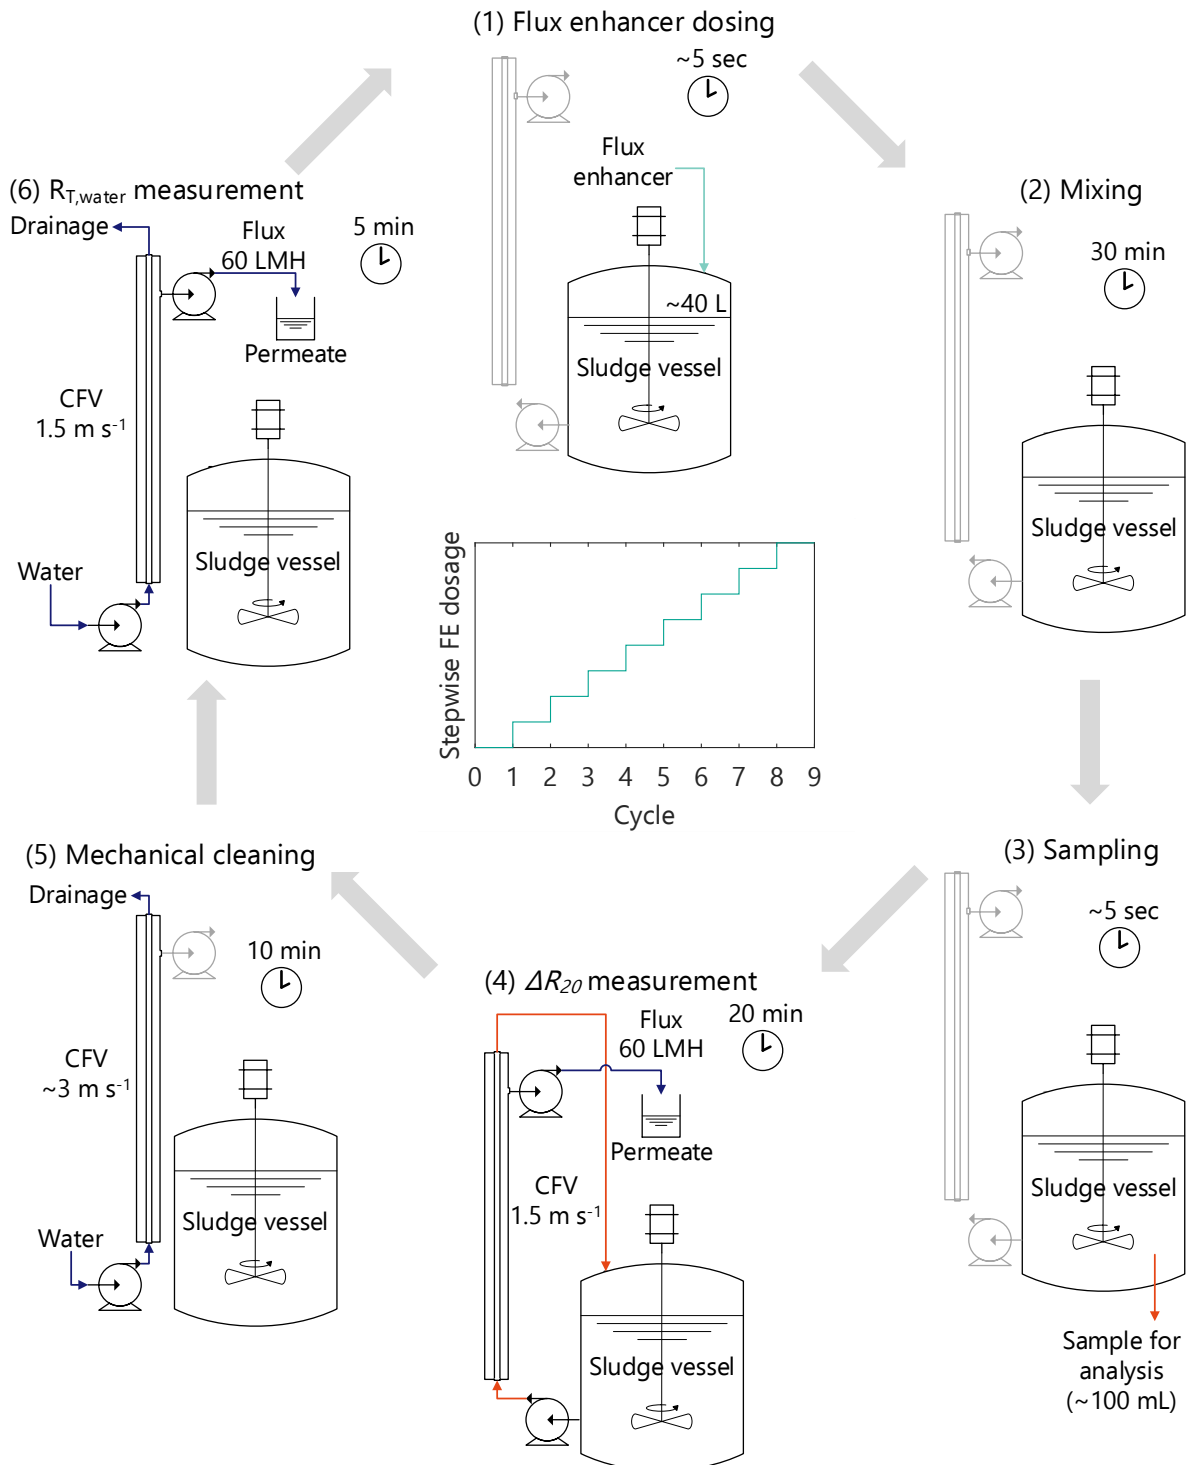 (1) Flux enhancer dosing
~5 sec
Flux
enhancer
~40 L
Sludge vessel
(2) Mixing
30 min
Sludge vessel
(3) Sampling
~5 sec
Sludge vessel
Sample for
analysis
(~100 mL)
(4) ΔR₂₀ measurement
20 min
Flux
60 LMH
Permeate
CFV
1.5 m s⁻¹
Sludge vessel
(5) Mechanical cleaning
Drainage
10 min
CFV
~3 m s⁻¹
Water
Sludge vessel
(6) R_T,water measurement
Drainage
Flux
60 LMH
5 min
Permeate
CFV
1.5 m s⁻¹
Water
Sludge vessel
Stepwise FE dosage
0 1 2 3 4 5 6 7 8 9
Cycle